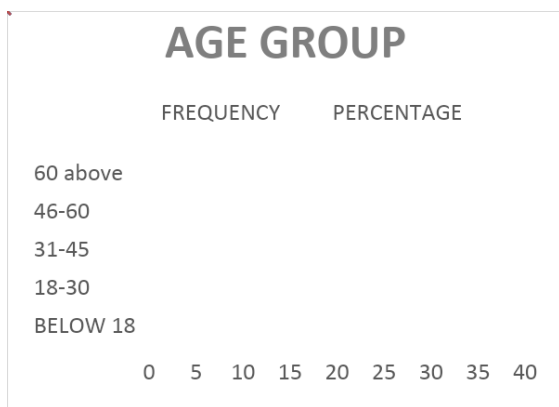 AGE GROUP
FREQUENCY PERCENTAGE
60 above
46-60
31-45
18-30
BELOW 18
0 5 10 15 20 25 30 35 40